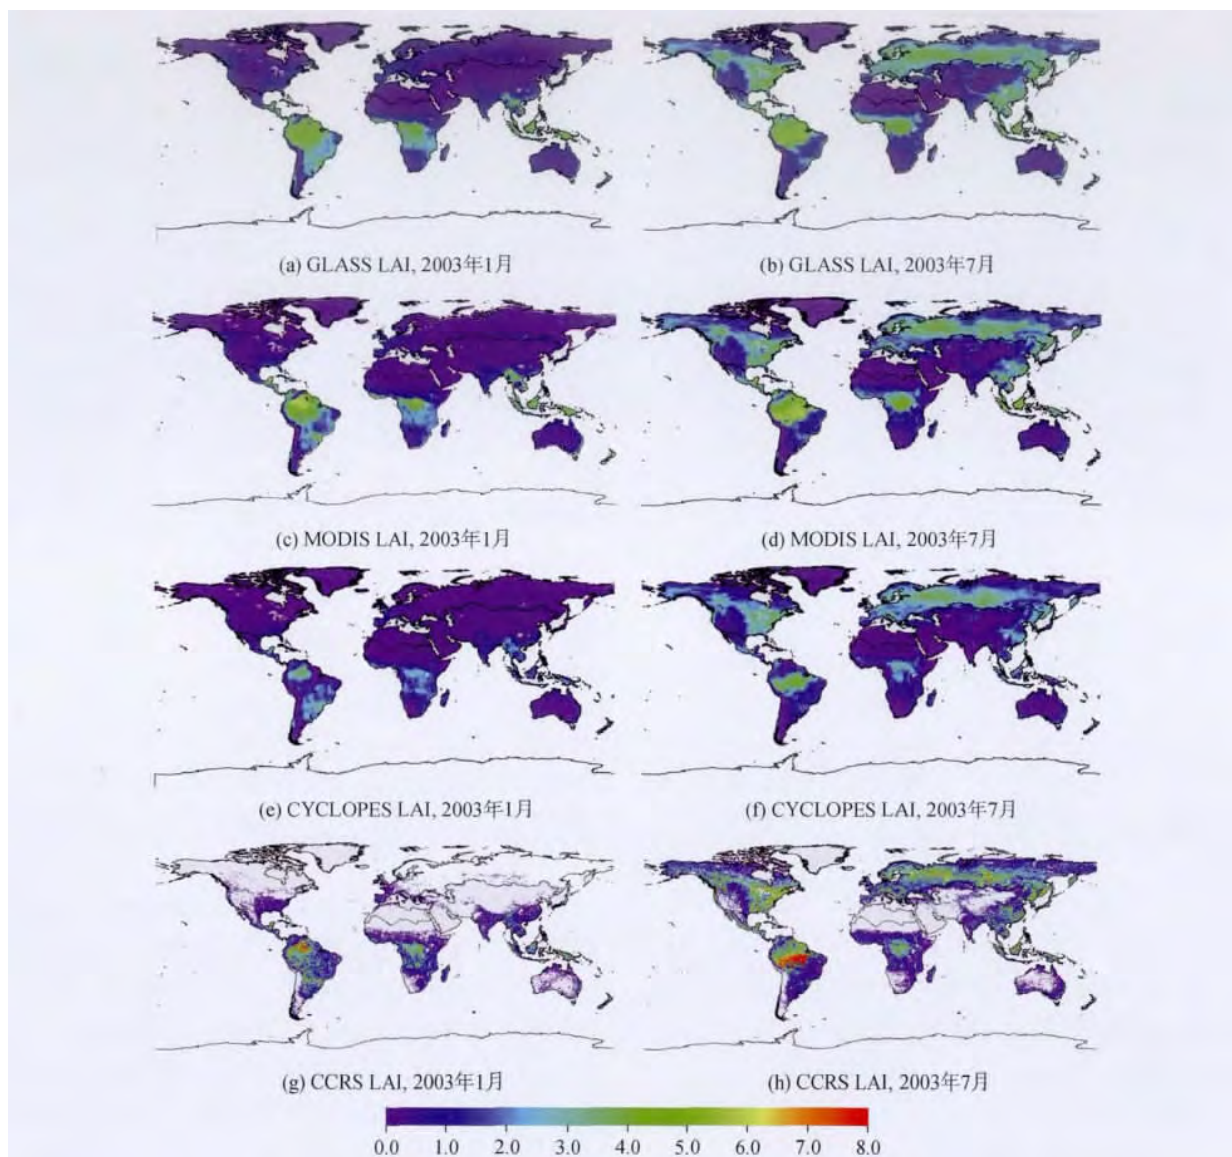 (a) GLASS LAI, 2003年1月
(b) GLASS LAI, 2003年7月
(c) MODIS LAI, 2003年1月
(d) MODIS LAI, 2003年7月
(e) CYCLOPES LAI, 2003年1月
(f) CYCLOPES LAI, 2003年7月
(g) CCRS LAI, 2003年1月
(h) CCRS LAI, 2003年7月
0.0 1.0 2.0 3.0 4.0 5.0 6.0 7.0 8.0